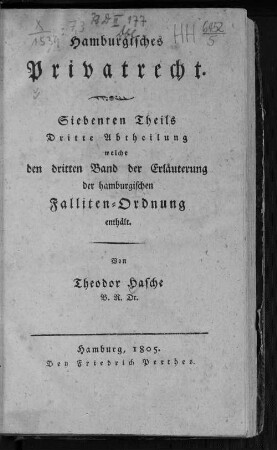 Hamburgisches
Privatrecht.
Siebenten Theils
Dritte Abtheilung
welche
den dritten Band der Erläuterung
der hamburgischen
Falliten-Ordnung
enthält.
Von
Theodor Hasche
B. R. Dr.
Hamburg, 1805.
Bey Friedrich Perthes.